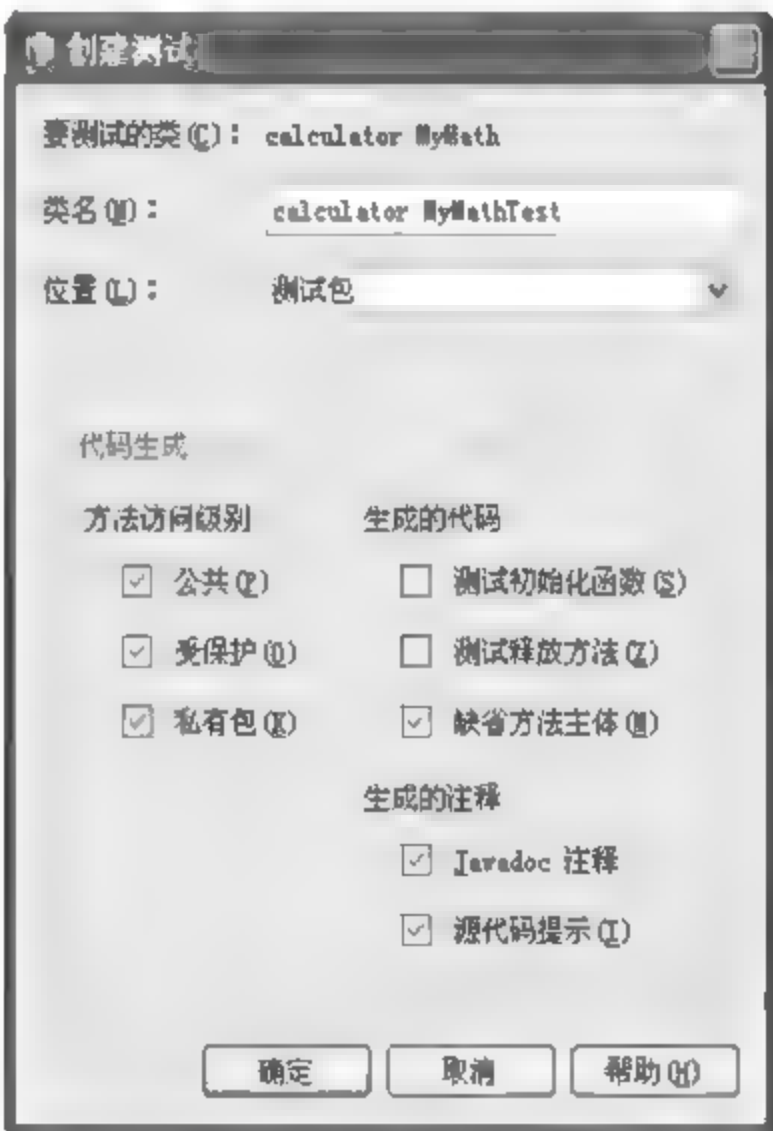 创建测试
要测试的类(C): calculator MyMath
类名(N): calculator MyMathTest
位置(L): 测试包
代码生成
方法访问级别
公共(P)
受保护(O)
私有包(K)
生成的代码
测试初始化函数(S)
测试释放方法(Z)
缺省方法主体(M)
生成的注释
Javadoc 注释
源代码提示(T)
确定
取消
帮助(H)